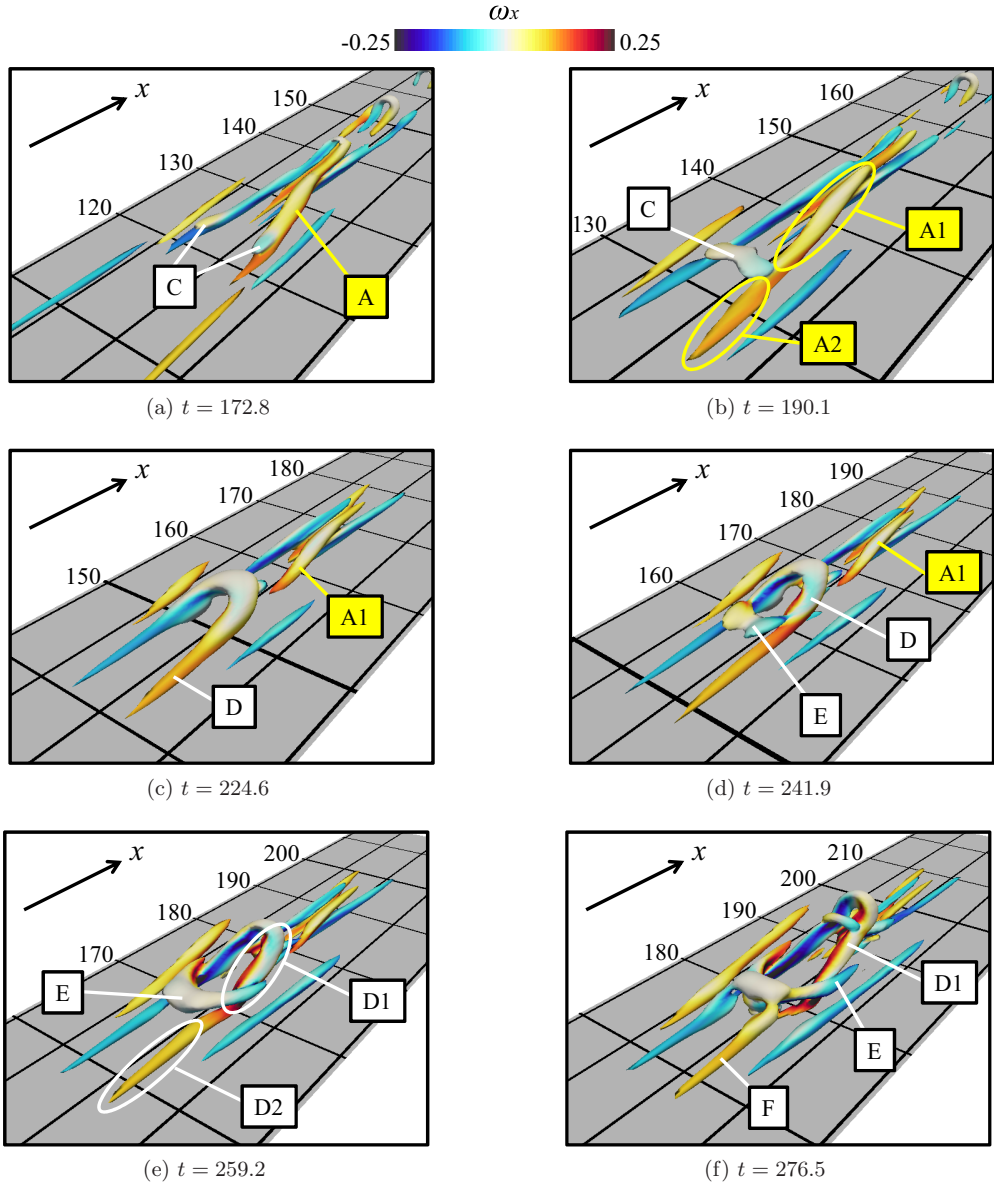 ωx
-0.25 0.25
x
150
140
130
120
C
A
(a) t = 172.8
x
160
150
140
130
C
A1
A2
(b) t = 190.1
x
180
170
160
150
A1
D
(c) t = 224.6
x
190
180
170
160
A1
D
E
(d) t = 241.9
x
200
190
180
170
E
D1
D2
(e) t = 259.2
x
210
200
190
180
D1
E
F
(f) t = 276.5